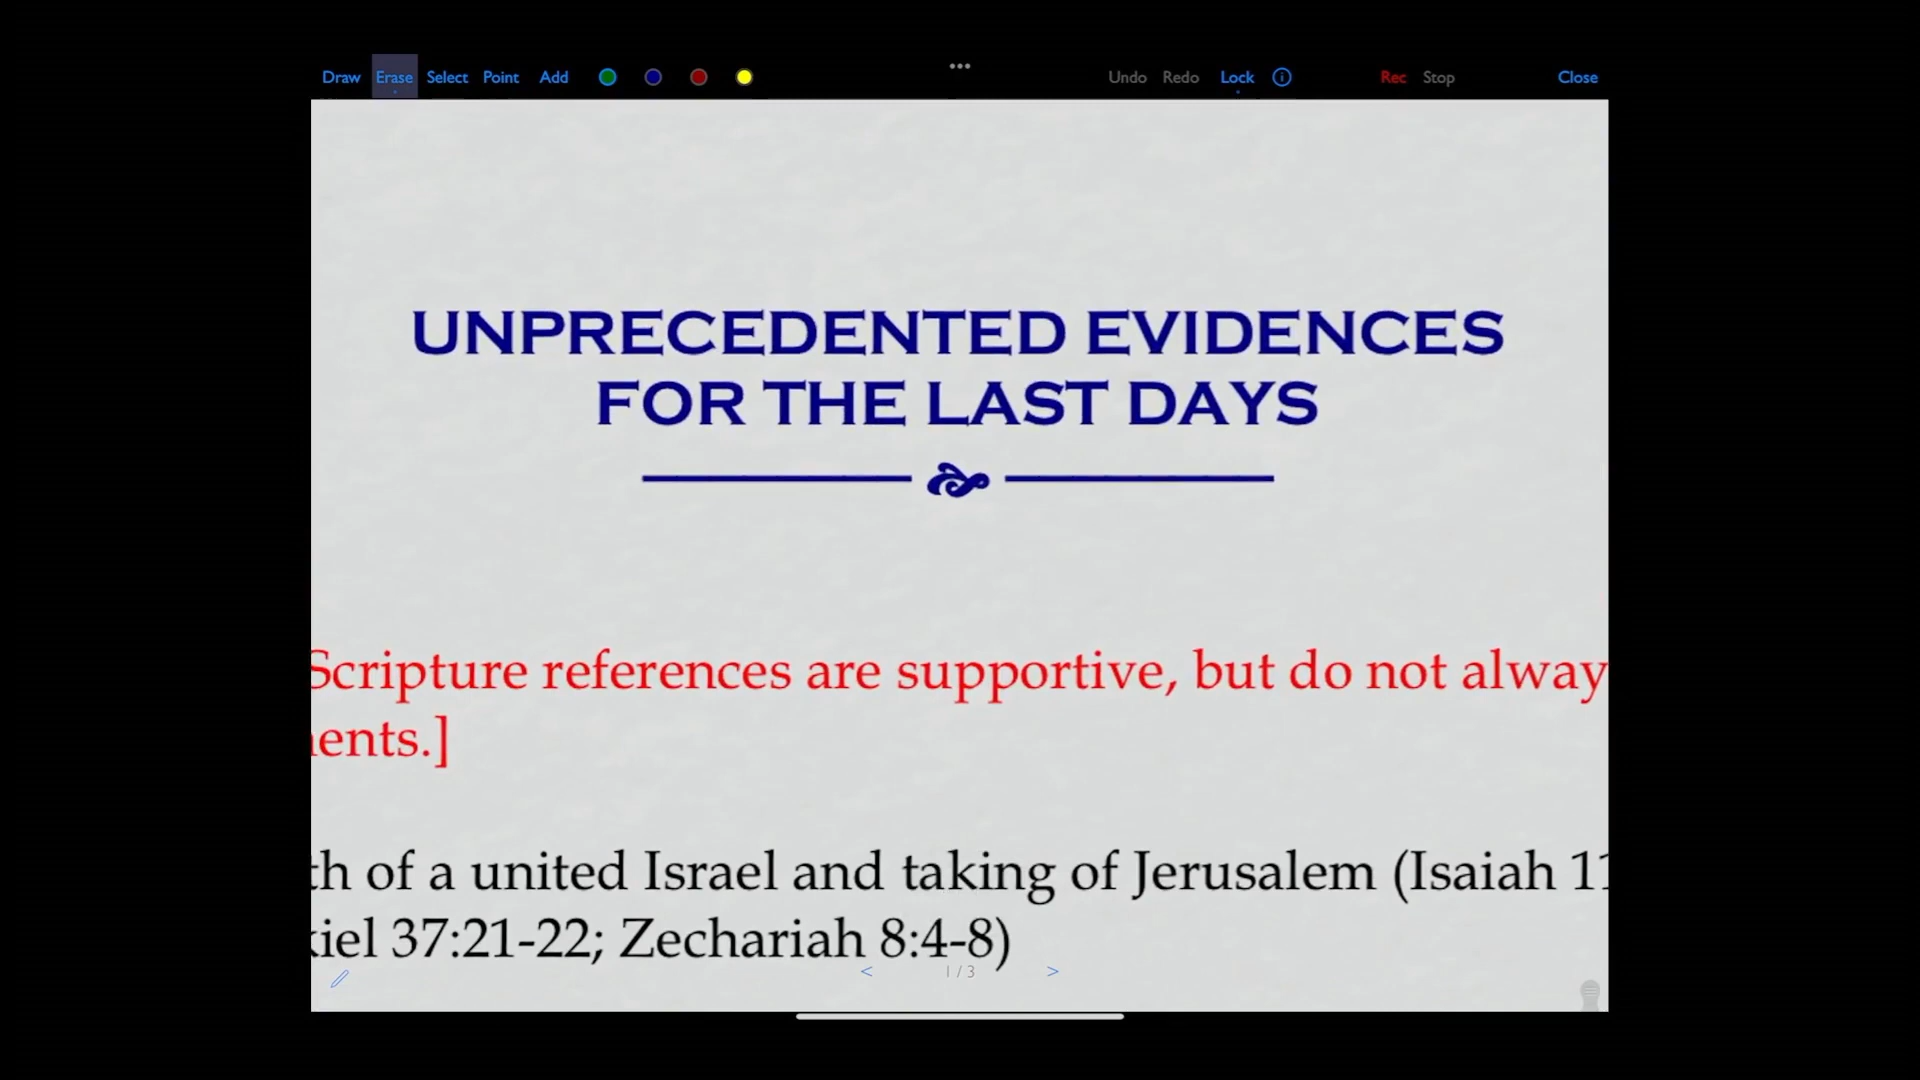 Draw Erase Select Point Add ... Undo Redo Lock i Rec Stop Close
UNPRECEDENTED EVIDENCES
FOR THE LAST DAYS
Scripture references are supportive, but do not alway
ents.]
th of a united Israel and taking of Jerusalem (Isaiah 11
kiel 37:21-22; Zechariah 8:4-8)
< 1 / 3 >